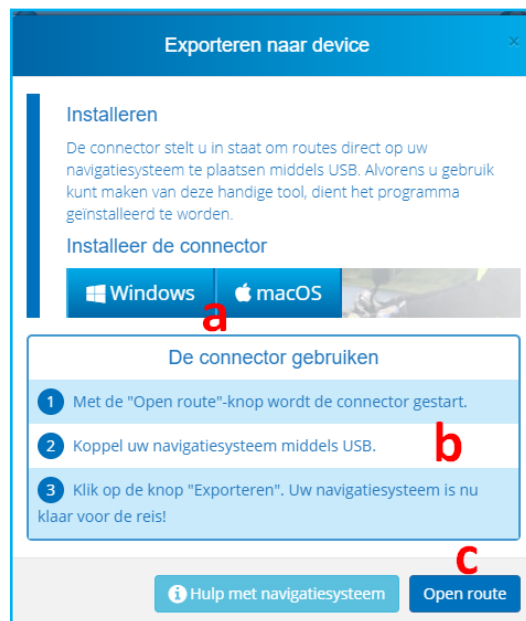 Exporteren naar device ×
Installeren
De connector stelt u in staat om routes direct op uw
navigatiesysteem te plaatsen middels USB. Alvorens u gebruik
kunt maken van deze handige tool, dient het programma
geïnstalleerd te worden.
Installeer de connector
Windows macOS
a
De connector gebruiken
1 Met de "Open route"-knop wordt de connector gestart.
2 Koppel uw navigatiesysteem middels USB.
b
3 Klik op de knop "Exporteren". Uw navigatiesysteem is nu
klaar voor de reis!
c
Hulp met navigatiesysteem Open route